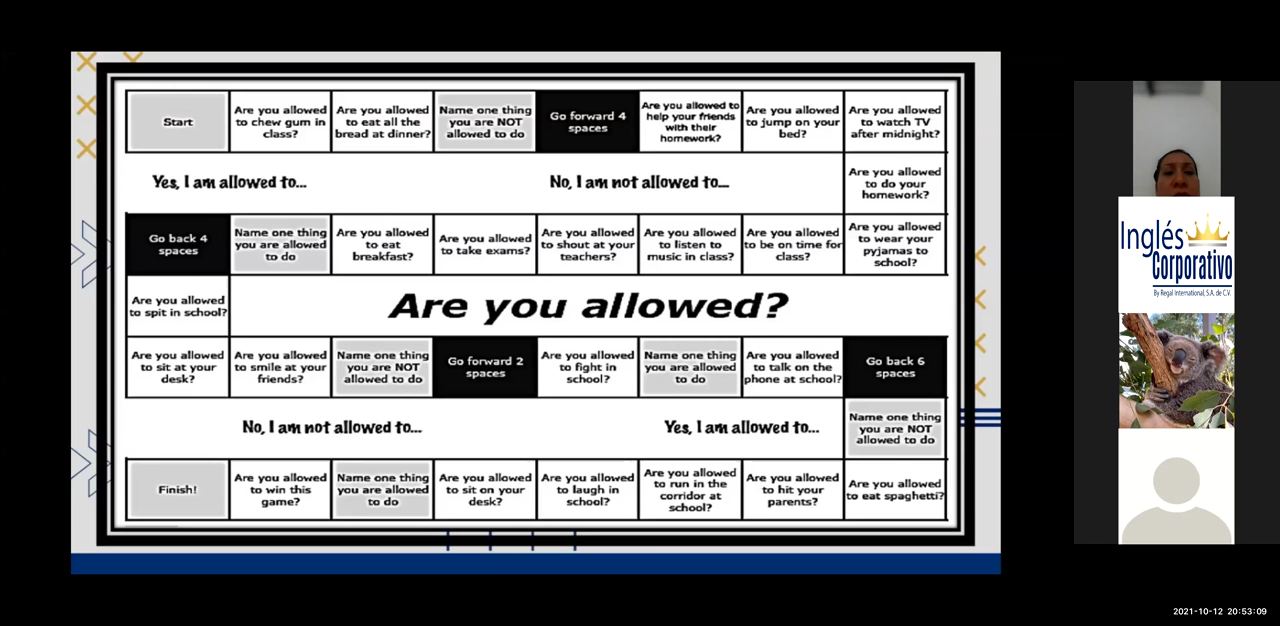 Start
Are you allowed
to chew gum in
class?
Are you allowed
to eat all the
bread at dinner?
Name one thing
you are NOT
allowed to do
Go forward 4
spaces
Are you allowed to
help your friends
with their
homework?
Are you allowed
to jump on your
bed?
Are you allowed
to watch TV
after midnight?
Yes, I am allowed to...
No, I am not allowed to...
Are you allowed
to do your
homework?
Go back 4
spaces
Name one thing
you are allowed
to do
Are you allowed
to eat
breakfast?
Are you allowed
to take exams?
Are you allowed
to shout at your
teachers?
Are you allowed
to listen to
music in class?
Are you allowed
to be on time for
class?
Are you allowed
to wear your
pyjamas to
school?
Are you allowed
to spit in school?
Are you allowed?
Are you allowed
to sit at your
desk?
Are you allowed
to smile at your
friends?
Name one thing
you are NOT
allowed to do
Go forward 2
spaces
Are you allowed
to fight in
school?
Name one thing
you are allowed
to do
Are you allowed
to talk on the
phone at school?
Go back 6
spaces
No, I am not allowed to...
Yes, I am allowed to...
Name one thing
you are NOT
allowed to do
Finish!
Are you allowed
to win this
game?
Name one thing
you are allowed
to do
Are you allowed
to sit on your
desk?
Are you allowed
to laugh in
school?
Are you allowed
to run in the
corridor at
school?
Are you allowed
to hit your
parents?
Are you allowed
to eat spaghetti?
Inglés
Corporativo
By Regal International, S.A. de C.V.
2021-10-12 20:53:09